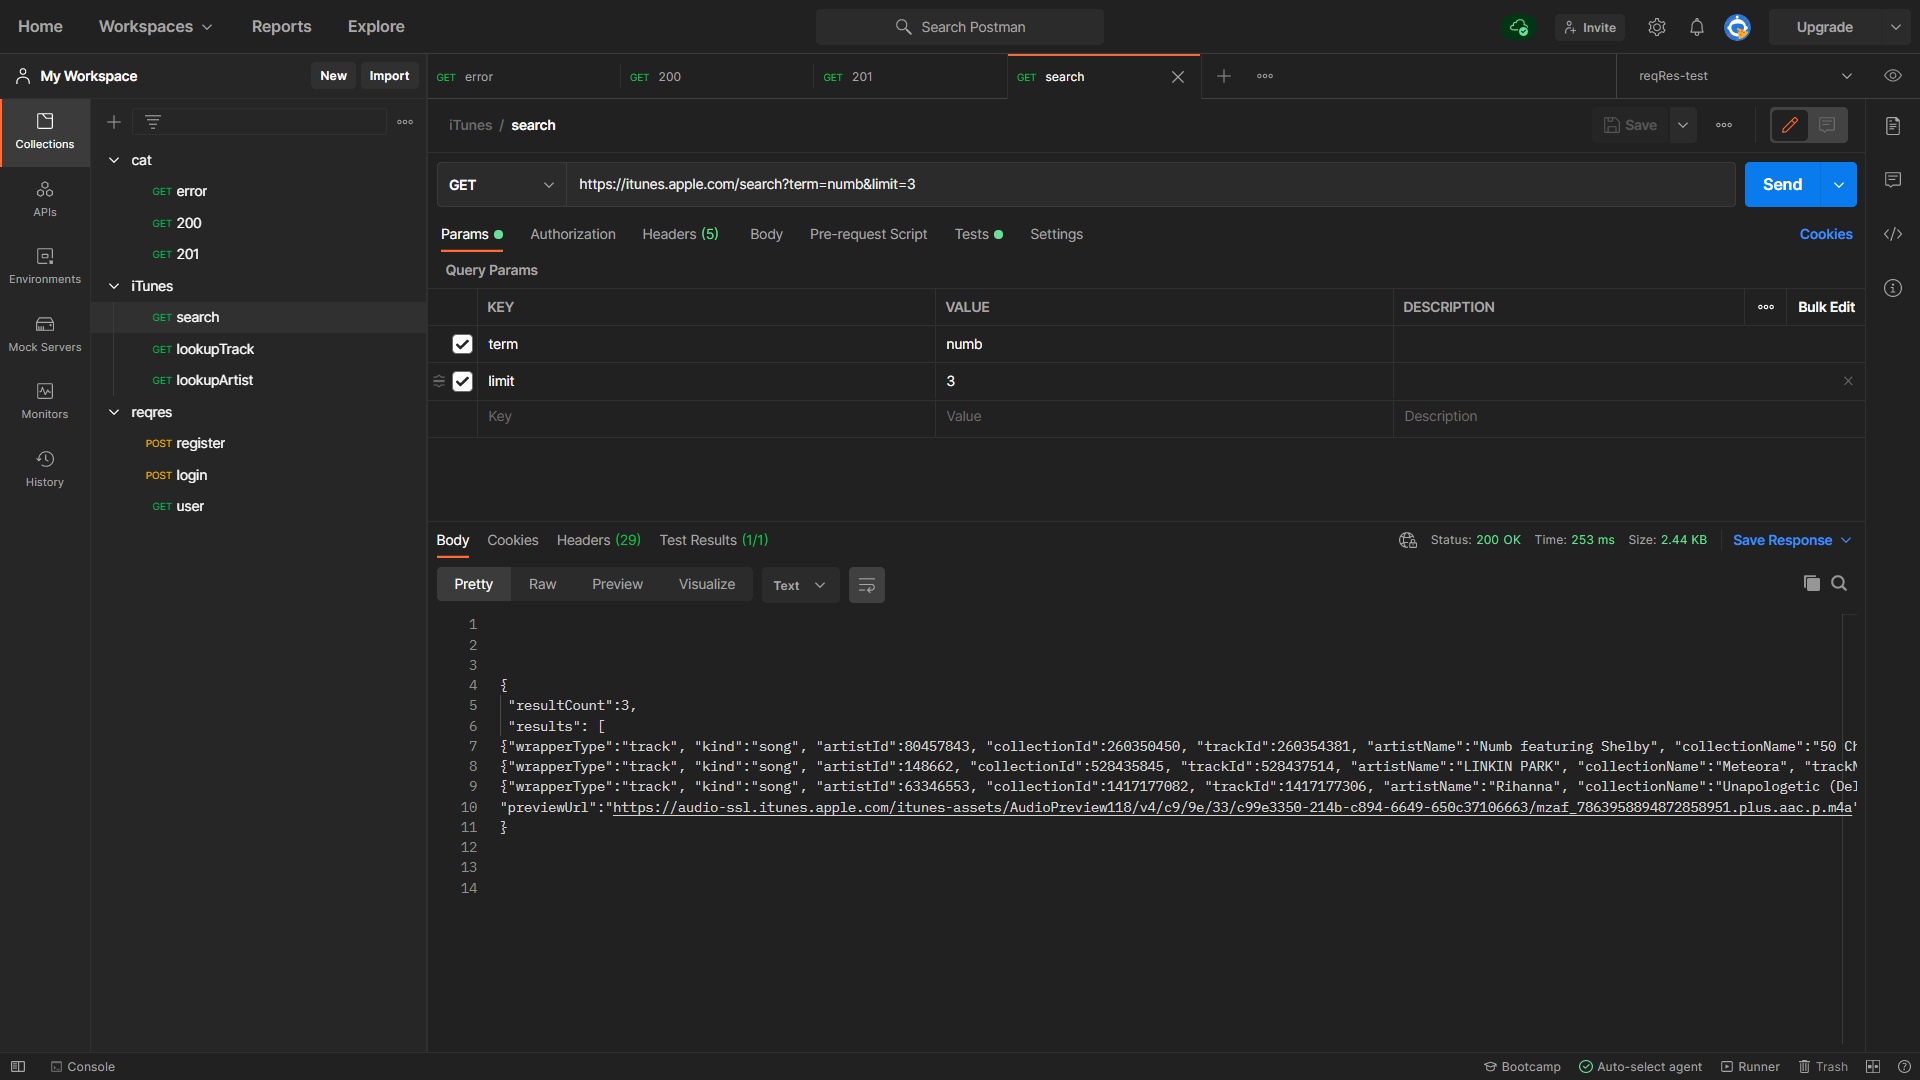 Home Workspaces Reports Explore Search Postman Invite Upgrade
My Workspace New Import GET error GET 200 GET 201 GET search reqRes-test
Collections
APIs
Environments
Mock Servers
Monitors
History
cat
GET error
GET 200
GET 201
iTunes
GET search
GET lookupTrack
GET lookupArtist
reqres
POST register
POST login
GET user
iTunes / search Save
GET https://itunes.apple.com/search?term=numb&limit=3 Send
Params Authorization Headers (5) Body Pre-request Script Tests Settings Cookies
Query Params
KEY VALUE DESCRIPTION Bulk Edit
term numb
limit 3
Key Value Description
Body Cookies Headers (29) Test Results (1/1) Status: 200 OK Time: 253 ms Size: 2.44 KB Save Response
Pretty Raw Preview Visualize Text
1
2
3
4 {
5 "resultCount":3,
6 "results": [
7 {"wrapperType":"track", "kind":"song", "artistId":80457843, "collectionId":260350450, "trackId":260354381, "artistName":"Numb featuring Shelby", "collectionName":"50 Ch
8 {"wrapperType":"track", "kind":"song", "artistId":148662, "collectionId":528435845, "trackId":528437514, "artistName":"LINKIN PARK", "collectionName":"Meteora", "trackN
9 {"wrapperType":"track", "kind":"song", "artistId":63346553, "collectionId":1417177082, "trackId":1417177306, "artistName":"Rihanna", "collectionName":"Unapologetic (Del
10 "previewUrl":"https://audio-ssl.itunes.apple.com/itunes-assets/AudioPreview118/v4/c9/9e/33/c99e3350-214b-c894-6649-650c37106663/mzaf_7863958894872858951.plus.aac.p.m4a"
11 }
12
13
14
Console Bootcamp Auto-select agent Runner Trash